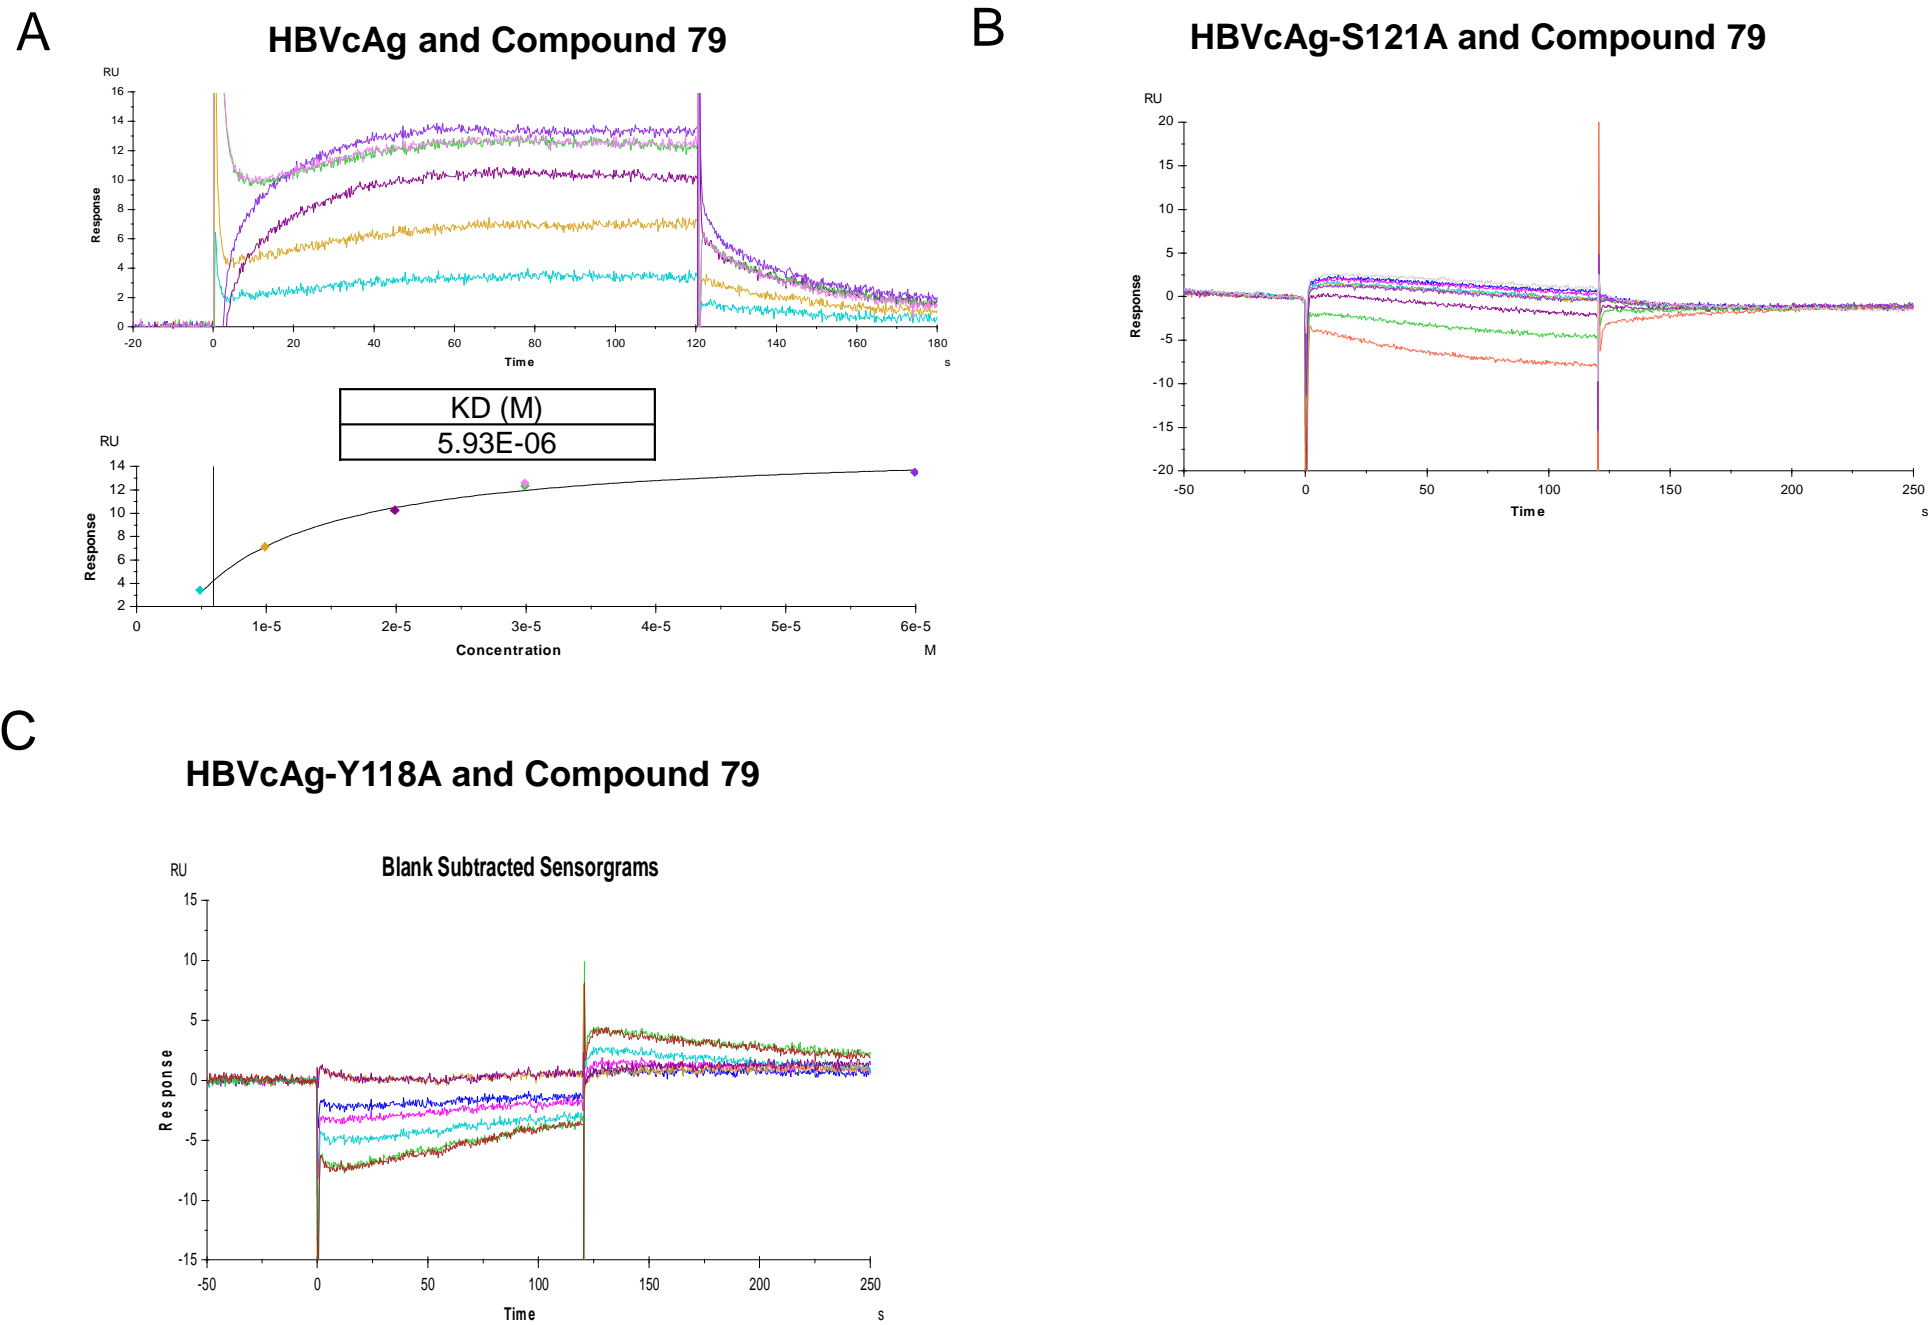 A
HBVcAg and Compound 79
RU
16
14
12
10
8
6
4
2
0
Response
-20 0 20 40 60 80 100 120 140 160 180
Time
s
KD (M)
5.93E-06
RU
14
12
10
8
6
4
2
Response
0 1e-5 2e-5 3e-5 4e-5 5e-5 6e-5
Concentration
M
B
HBVcAg-S121A and Compound 79
RU
20
15
10
5
0
-5
-10
-15
-20
Response
-50 0 50 100 150 200 250
Time
s
C
HBVcAg-Y118A and Compound 79
Blank Subtracted Sensorgrams
RU
15
10
5
0
-5
-10
-15
Response
-50 0 50 100 150 200 250
Time
s